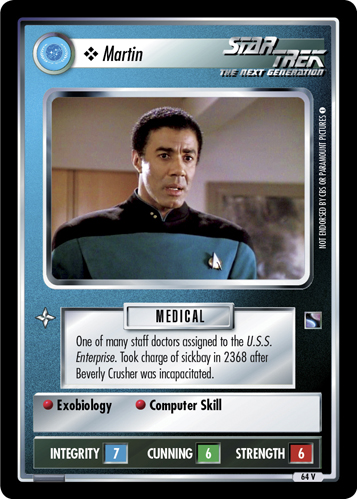 ❖ Martin
STAR TREK
THE NEXT GENERATION
NOT ENDORSED BY CBS OR PARAMOUNT PICTURES
MEDICAL
One of many staff doctors assigned to the U.S.S.
Enterprise. Took charge of sickbay in 2368 after
Beverly Crusher was incapacitated.
Exobiology Computer Skill
INTEGRITY 7 CUNNING 6 STRENGTH 6
64 V